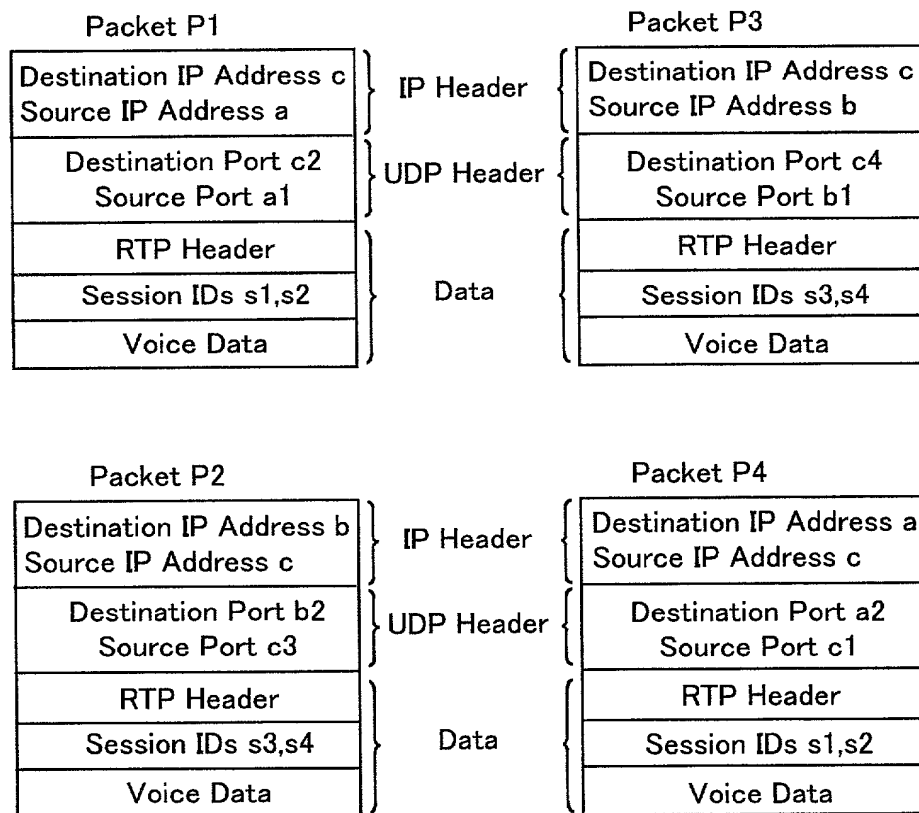 Packet P1
Destination IP Address c
Source IP Address a
Destination Port c2
Source Port a1
RTP Header
Session IDs s1,s2
Voice Data
IP Header
UDP Header
Data
Packet P3
Destination IP Address c
Source IP Address b
Destination Port c4
Source Port b1
RTP Header
Session IDs s3,s4
Voice Data
Packet P2
Destination IP Address b
Source IP Address c
Destination Port b2
Source Port c3
RTP Header
Session IDs s3,s4
Voice Data
IP Header
UDP Header
Data
Packet P4
Destination IP Address a
Source IP Address c
Destination Port a2
Source Port c1
RTP Header
Session IDs s1,s2
Voice Data